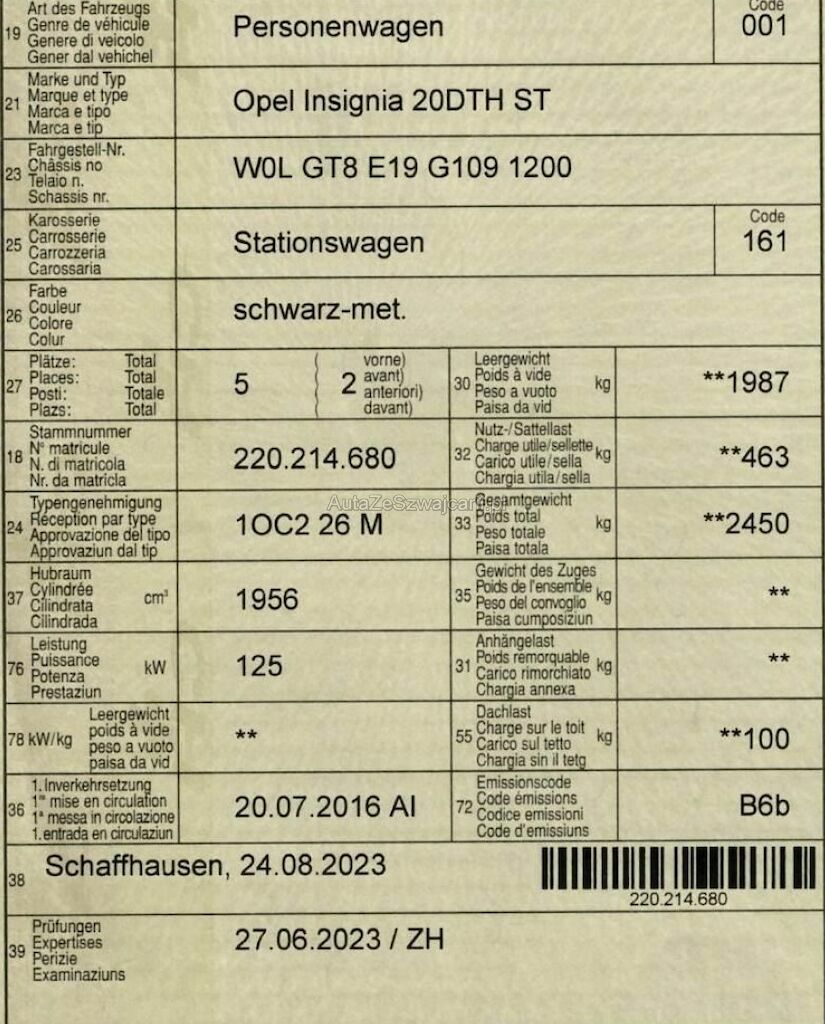 19 Art des Fahrzeugs
Genre de véhicule
Genere di veicolo
Gener dal vehichel
Personenwagen
Code
001
21 Marke und Typ
Marque et type
Marca e tipo
Marca e tip
Opel Insignia 20DTH ST
23 Fahrgestell-Nr.
Châssis no
Telaio n.
Schassis nr.
W0L GT8 E19 G109 1200
25 Karosserie
Carrosserie
Carrozzeria
Carossaria
Stationswagen
Code
161
26 Farbe
Couleur
Colore
Colur
schwarz-met.
27 Plätze: Total
Places: Total
Posti: Totale
Plazs: Total
5 ( 2 vorne)
avant)
anteriori)
davant)
30 Leergewicht
Poids à vide
Peso a vuoto
Paisa da vid
kg
**1987
18 Stammnummer
N° matricule
N. di matricola
Nr. da matricla
220.214.680
32 Nutz-/Sattellast
Charge utile/sellette
Carico utile/sella
Chargia utila/sella
kg
**463
24 Typengenehmigung
Réception par type
Approvazione del tipo
Approvaziun dal tip
1OC2 26 M
AutaZeSzwajcarii.pl
33 Gesamtgewicht
Poids total
Peso totale
Paisa totala
kg
**2450
37 Hubraum
Cylindrée
Cilindrata
Cilindrada
cm³
1956
35 Gewicht des Zuges
Poids de l'ensemble
Peso del convoglio
Paisa cumposiziun
kg
**
76 Leistung
Puissance
Potenza
Prestaziun
kW
125
31 Anhängelast
Poids remorquable
Carico rimorchiato
Chargia annexa
kg
**
78 kW/kg
Leergewicht
poids à vide
peso a vuoto
paisa da vid
**
55 Dachlast
Charge sur le toit
Carico sul tetto
Chargia sin il tetg
kg
**100
36 1. Inverkehrsetzung
1re mise en circulation
1a messa in circolazione
1. entrada en circulaziun
20.07.2016 AI
72 Emissionscode
Code émissions
Codice emissioni
Code d'emissiuns
B6b
38 Schaffhausen, 24.08.2023
220.214.680
39 Prüfungen
Expertises
Perizie
Examinaziuns
27.06.2023 / ZH